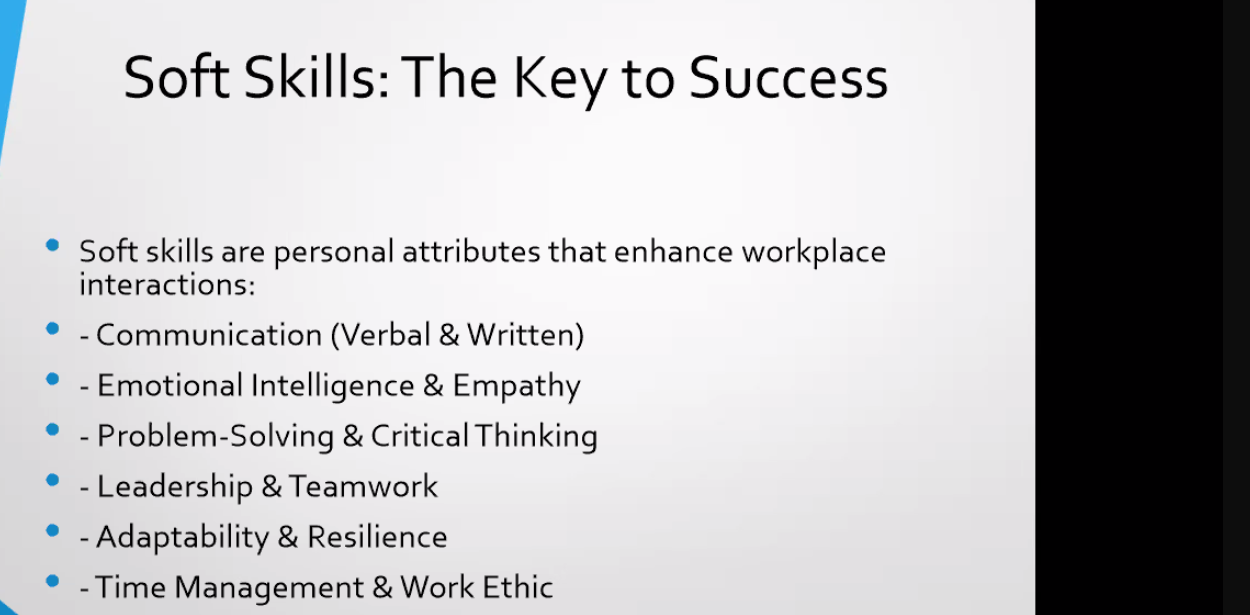 Soft Skills: The Key to Success
• Soft skills are personal attributes that enhance workplace
interactions:
• - Communication (Verbal & Written)
• - Emotional Intelligence & Empathy
• - Problem-Solving & Critical Thinking
• - Leadership & Teamwork
• - Adaptability & Resilience
• - Time Management & Work Ethic